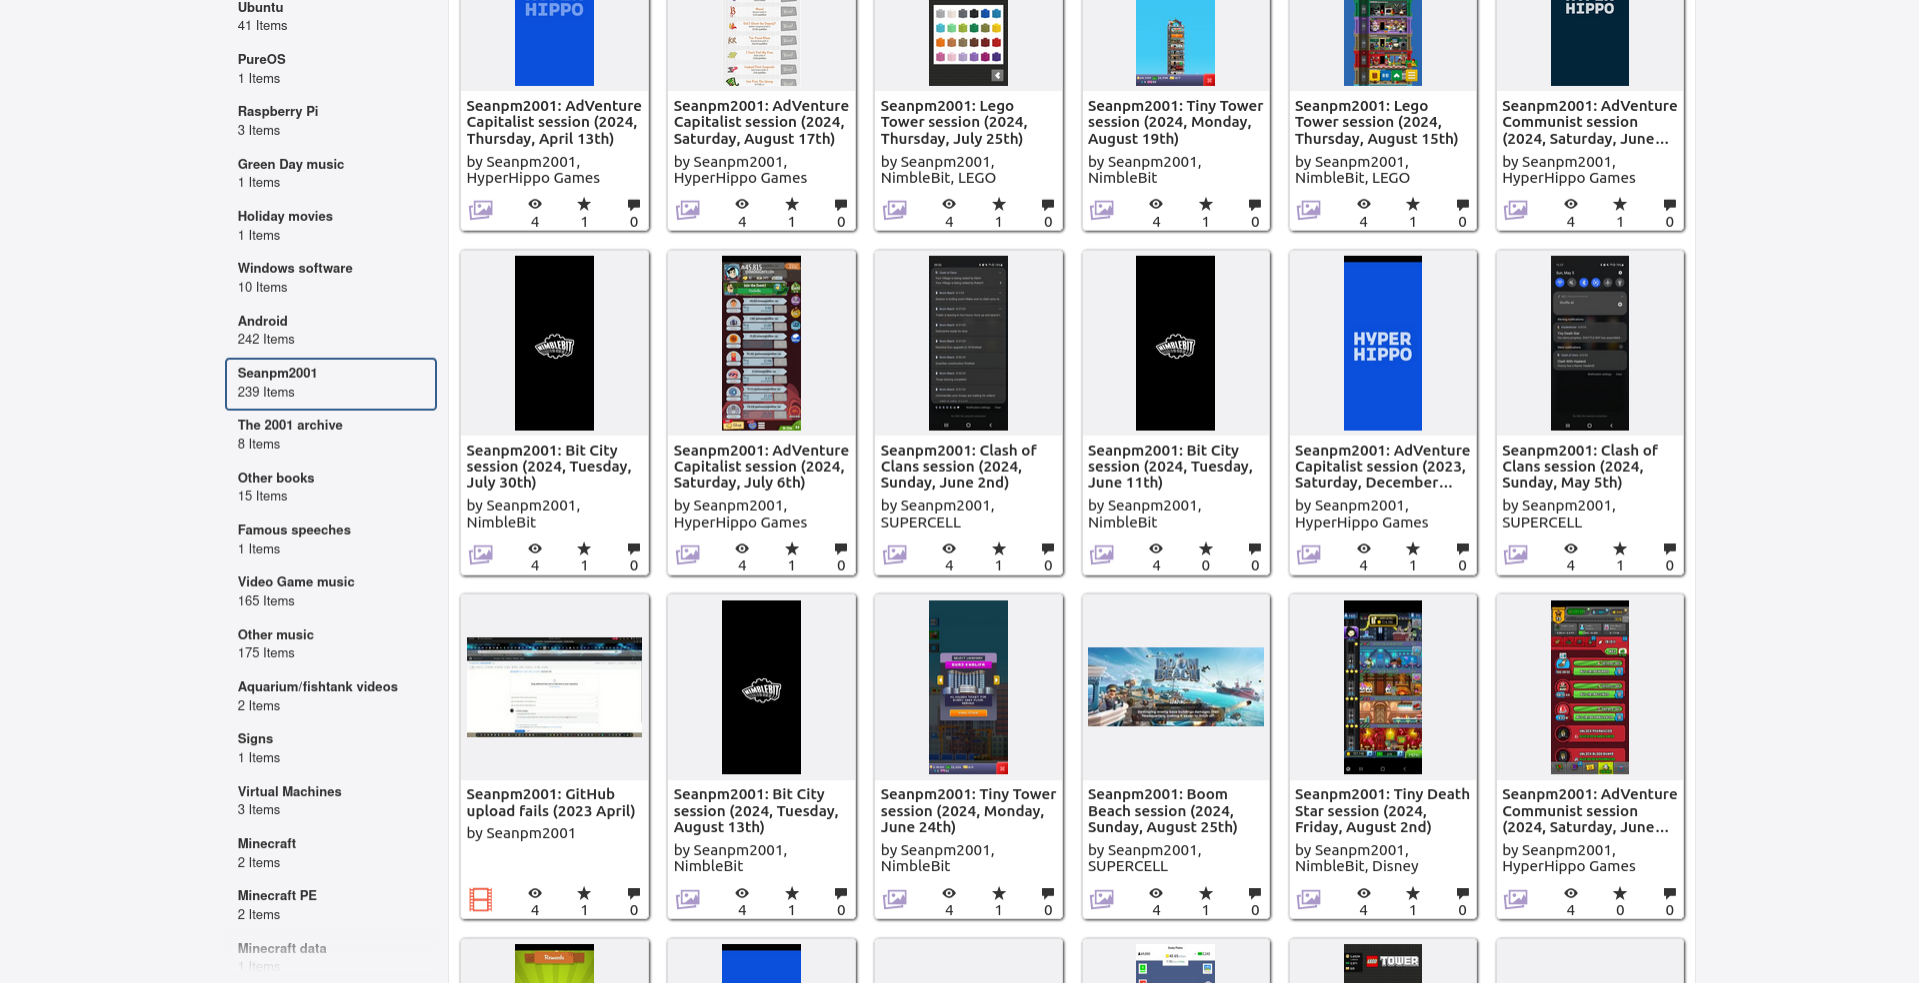 Ubuntu
41 Items
PureOS
1 Items
Raspberry Pi
3 Items
Green Day music
1 Items
Holiday movies
1 Items
Windows software
10 Items
Android
242 Items
Seanpm2001
239 Items
The 2001 archive
8 Items
Other books
15 Items
Famous speeches
1 Items
Video Game music
165 Items
Other music
175 Items
Aquarium/fishtank videos
2 Items
Signs
1 Items
Virtual Machines
3 Items
Minecraft
2 Items
Minecraft PE
2 Items
Minecraft data
1 Items
HIPPO
Seanpm2001: AdVenture
Capitalist session (2024,
Thursday, April 13th)
by Seanpm2001,
HyperHippo Games
4 1 0
Seanpm2001: AdVenture
Capitalist session (2024,
Saturday, August 17th)
by Seanpm2001,
HyperHippo Games
4 1 0
Seanpm2001: Lego
Tower session (2024,
Thursday, July 25th)
by Seanpm2001,
NimbleBit, LEGO
4 1 0
Seanpm2001: Tiny Tower
session (2024, Monday,
August 19th)
by Seanpm2001,
NimbleBit
4 1 0
Seanpm2001: Lego
Tower session (2024,
Thursday, August 15th)
by Seanpm2001,
NimbleBit, LEGO
4 1 0
HIPPO
Seanpm2001: AdVenture
Communist session
(2024, Saturday, June...
by Seanpm2001,
HyperHippo Games
4 1 0
NIMBLEBIT
Seanpm2001: Bit City
session (2024, Tuesday,
July 30th)
by Seanpm2001,
NimbleBit
4 1 0
Seanpm2001: AdVenture
Capitalist session (2024,
Saturday, July 6th)
by Seanpm2001,
HyperHippo Games
4 1 0
Seanpm2001: Clash of
Clans session (2024,
Sunday, June 2nd)
by Seanpm2001,
SUPERCELL
4 1 0
NIMBLEBIT
Seanpm2001: Bit City
session (2024, Tuesday,
June 11th)
by Seanpm2001,
NimbleBit
4 0 0
HYPER
HIPPO
Seanpm2001: AdVenture
Capitalist session (2023,
Saturday, December...
by Seanpm2001,
HyperHippo Games
4 1 0
Sun, May 5
Seanpm2001: Clash of
Clans session (2024,
Sunday, May 5th)
by Seanpm2001,
SUPERCELL
4 1 0
Seanpm2001: GitHub
upload fails (2023 April)
by Seanpm2001
4 1 0
NIMBLEBIT
Seanpm2001: Bit City
session (2024, Tuesday,
August 13th)
by Seanpm2001,
NimbleBit
4 1 0
Seanpm2001: Tiny Tower
session (2024, Monday,
June 24th)
by Seanpm2001,
NimbleBit
4 1 0
BOOM
BEACH
Seanpm2001: Boom
Beach session (2024,
Sunday, August 25th)
by Seanpm2001,
SUPERCELL
4 1 0
Seanpm2001: Tiny Death
Star session (2024,
Friday, August 2nd)
by Seanpm2001,
NimbleBit, Disney
4 1 0
Seanpm2001: AdVenture
Communist session
(2024, Saturday, June...
by Seanpm2001,
HyperHippo Games
4 0 0
Rewards
LEGO TOWER